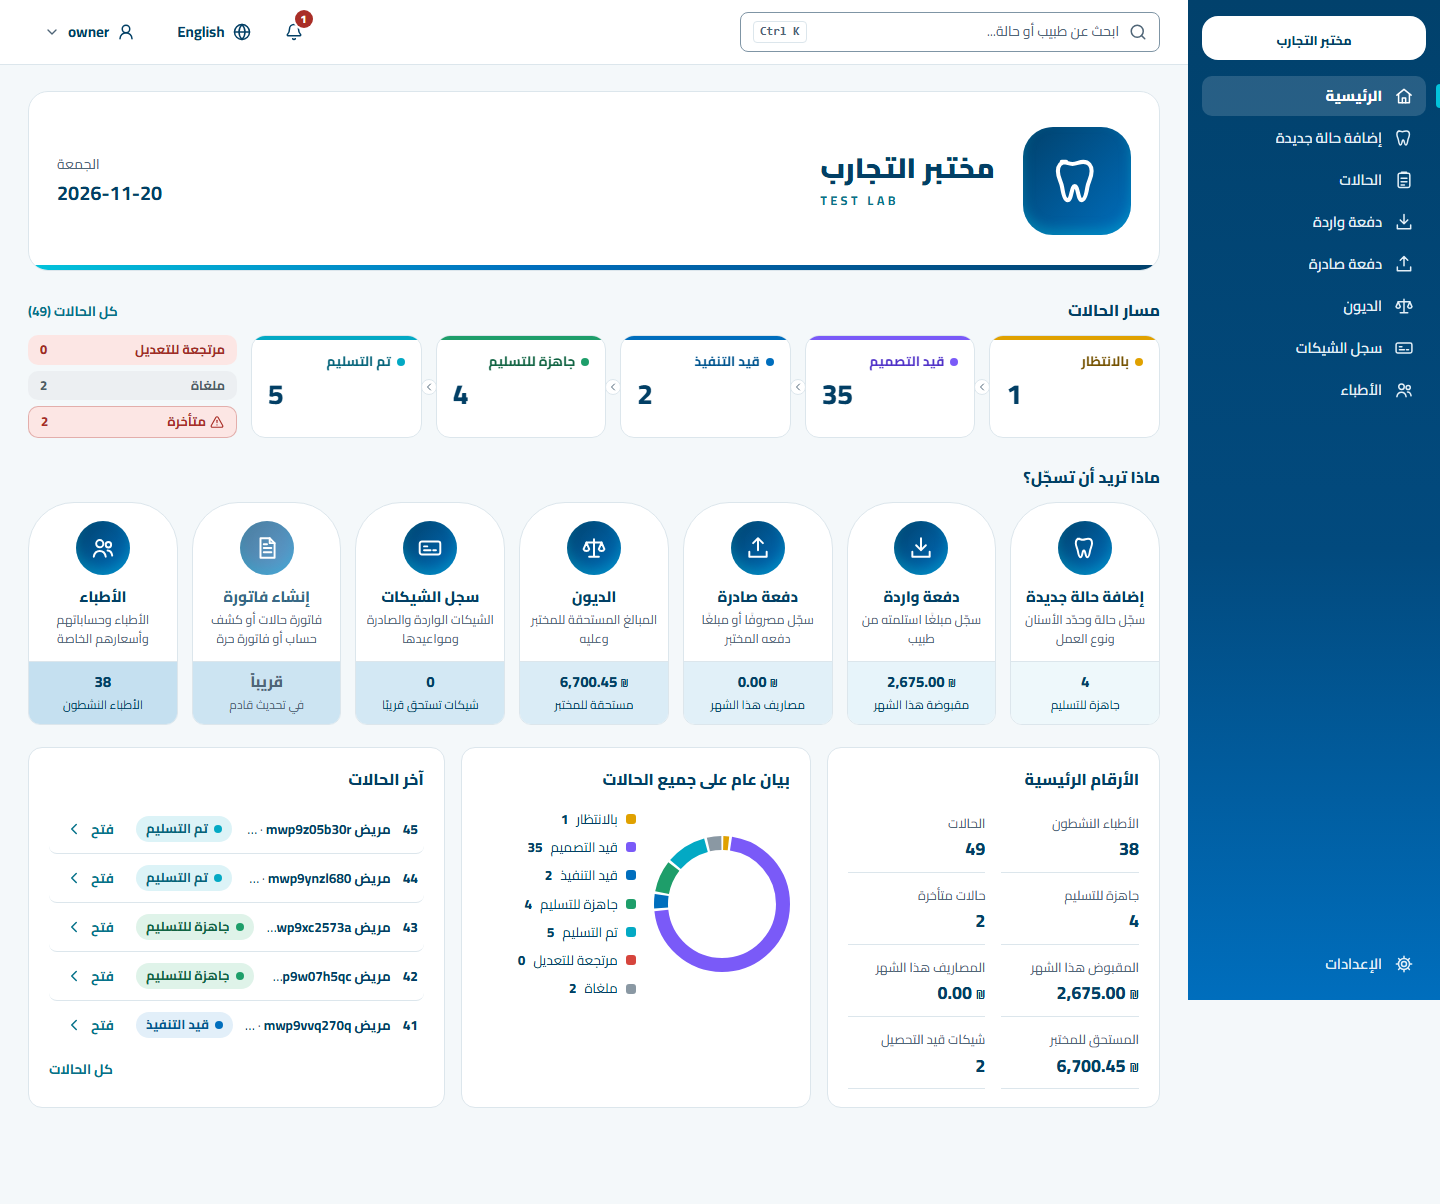 مختبر التجارب
الرئيسية
إضافة حالة جديدة
الحالات
دفعة واردة
دفعة صادرة
الديون
سجل الشيكات
الأطباء
الإعدادات
ابحث عن طبيب أو حالة...
Ctrl K
1
English
owner
مختبر التجارب
TEST LAB
الجمعة
2026-11-20
مسار الحالات
كل الحالات (49)
بالانتظار
1
قيد التصميم
35
قيد التنفيذ
2
جاهزة للتسليم
4
تم التسليم
5
مرتجعة للتعديل 0
ملغاة 2
متأخرة 2
ماذا تريد أن تسجّل؟
إضافة حالة جديدة
سجّل حالة وحدّد الأسنان
ونوع العمل
4
جاهزة للتسليم
دفعة واردة
سجّل مبلغًا استلمته من
طبيب
₪ 2,675.00
مقبوضة هذا الشهر
دفعة صادرة
سجّل مصروفًا أو مبلغًا
دفعه المختبر
₪ 0.00
مصاريف هذا الشهر
الديون
المبالغ المستحقة للمختبر
وعليه
₪ 6,700.45
مستحقة للمختبر
سجل الشيكات
الشيكات الواردة والصادرة
ومواعيدها
0
شيكات تستحق قريبًا
إنشاء فاتورة
فاتورة حالات أو كشف
حساب أو فاتورة حرة
قريباً
في تحديث قادم
الأطباء
الأطباء وحساباتهم
وأسعارهم الخاصة
38
الأطباء النشطون
الأرقام الرئيسية
الأطباء النشطون
38
الحالات
49
جاهزة للتسليم
4
حالات متأخرة
2
المقبوض هذا الشهر
₪ 2,675.00
المصاريف هذا الشهر
₪ 0.00
المستحق للمختبر
₪ 6,700.45
شيكات قيد التحصيل
2
بيان عام على جميع الحالات
بالانتظار 1
قيد التصميم 35
قيد التنفيذ 2
جاهزة للتسليم 4
تم التسليم 5
مرتجعة للتعديل 0
ملغاة 2
آخر الحالات
45 مريض mwp9z05b30r · ... تم التسليم فتح
44 مريض mwp9ynzl680 · ... تم التسليم فتح
43 مريض wp9xc2573a... جاهزة للتسليم فتح
42 مريض p9w07h5qc... جاهزة للتسليم فتح
41 مريض mwp9vvq270q · ... قيد التنفيذ فتح
كل الحالات